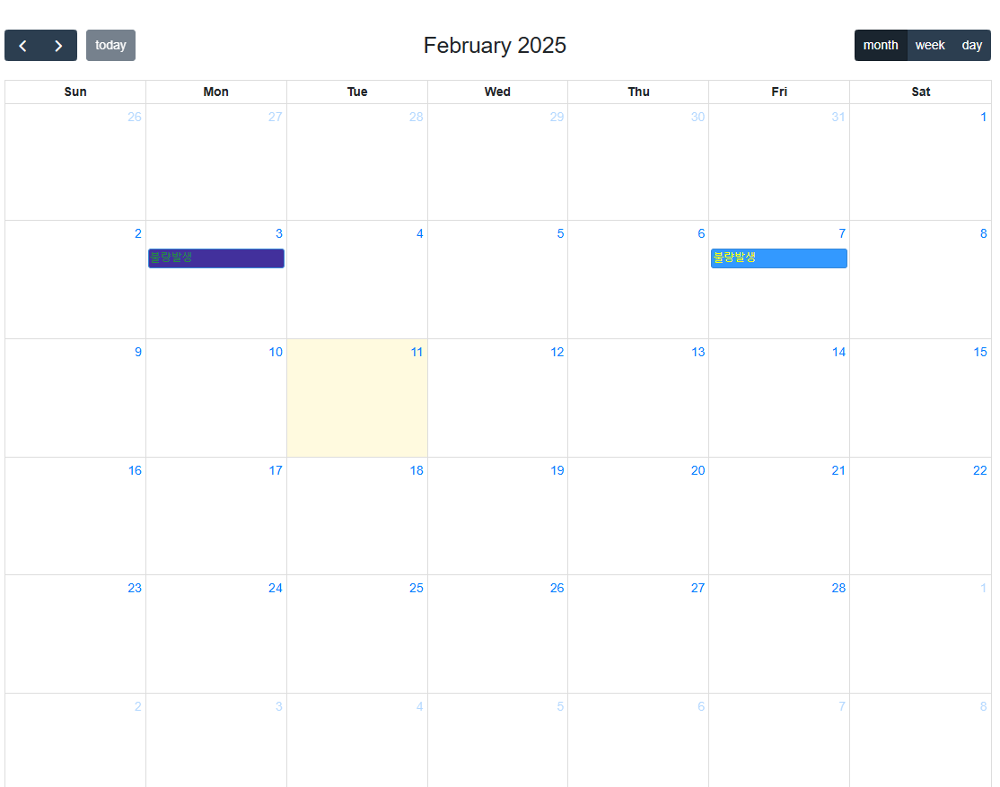 today February 2025 month week day
Sun Mon Tue Wed Thu Fri Sat
26 27 28 29 30 31 1
2 3 4 5 6 7 8
불량발생 불량발생
9 10 11 12 13 14 15
16 17 18 19 20 21 22
23 24 25 26 27 28 1
2 3 4 5 6 7 8